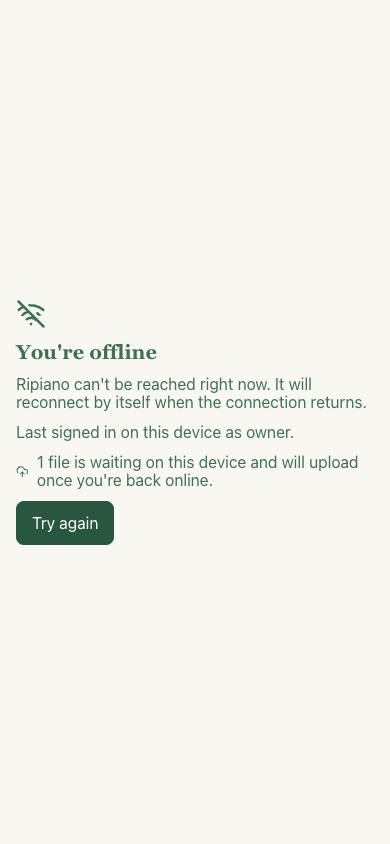 You're offline
Ripiano can't be reached right now. It will
reconnect by itself when the connection returns.
Last signed in on this device as owner.
1 file is waiting on this device and will upload
once you're back online.
Try again